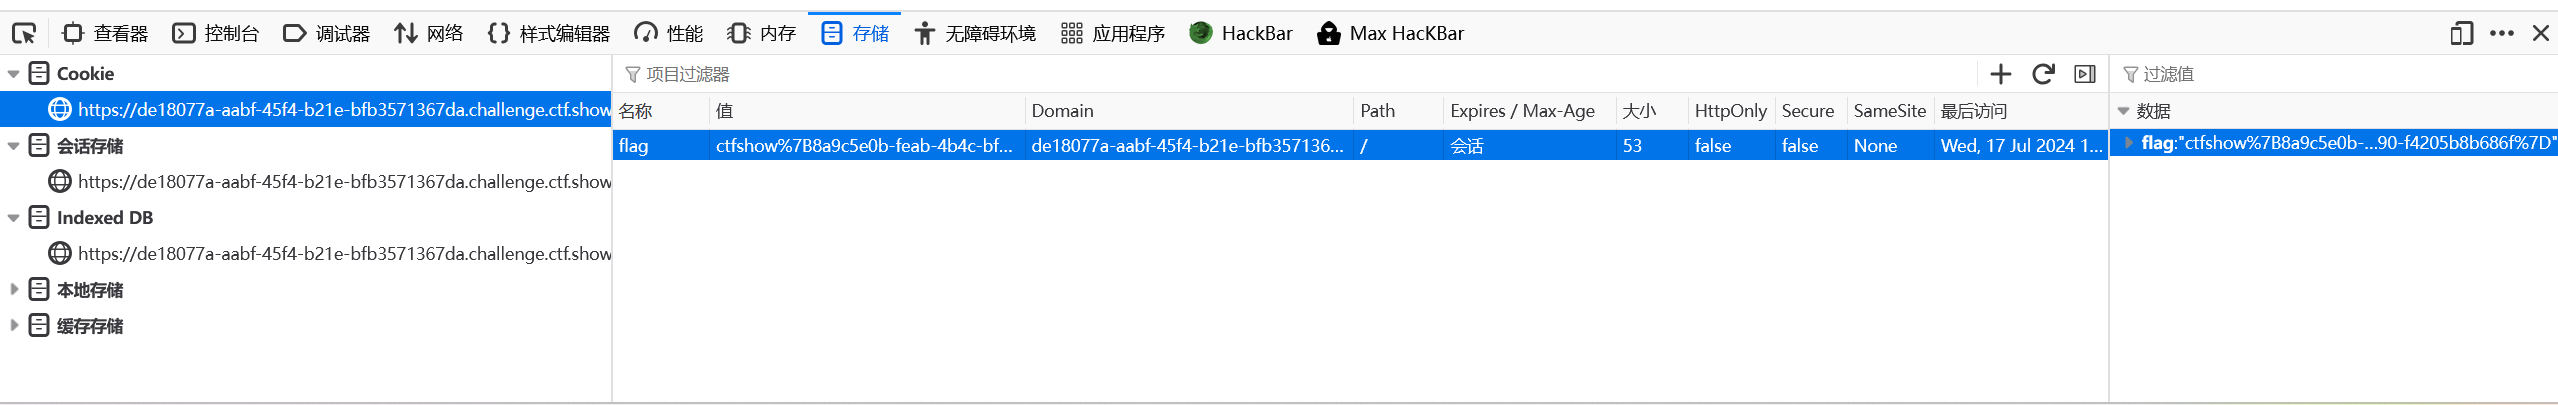 查看器 控制台 调试器 网络 样式编辑器 性能 内存 存储 无障碍环境 应用程序 HackBar Max HacKBar
Cookie
https://de18077a-aabf-45f4-b21e-bfb3571367da.challenge.ctf.show
会话存储
https://de18077a-aabf-45f4-b21e-bfb3571367da.challenge.ctf.show
Indexed DB
https://de18077a-aabf-45f4-b21e-bfb3571367da.challenge.ctf.show
本地存储
缓存存储
项目过滤器
名称 值 Domain Path Expires / Max-Age 大小 HttpOnly Secure SameSite 最后访问
flag ctfshow%7B8a9c5e0b-feab-4b4c-bf... de18077a-aabf-45f4-b21e-bfb357136... / 会话 53 false false None Wed, 17 Jul 2024 1...
过滤值
数据
flag:"ctfshow%7B8a9c5e0b-...90-f4205b8b686f%7D"